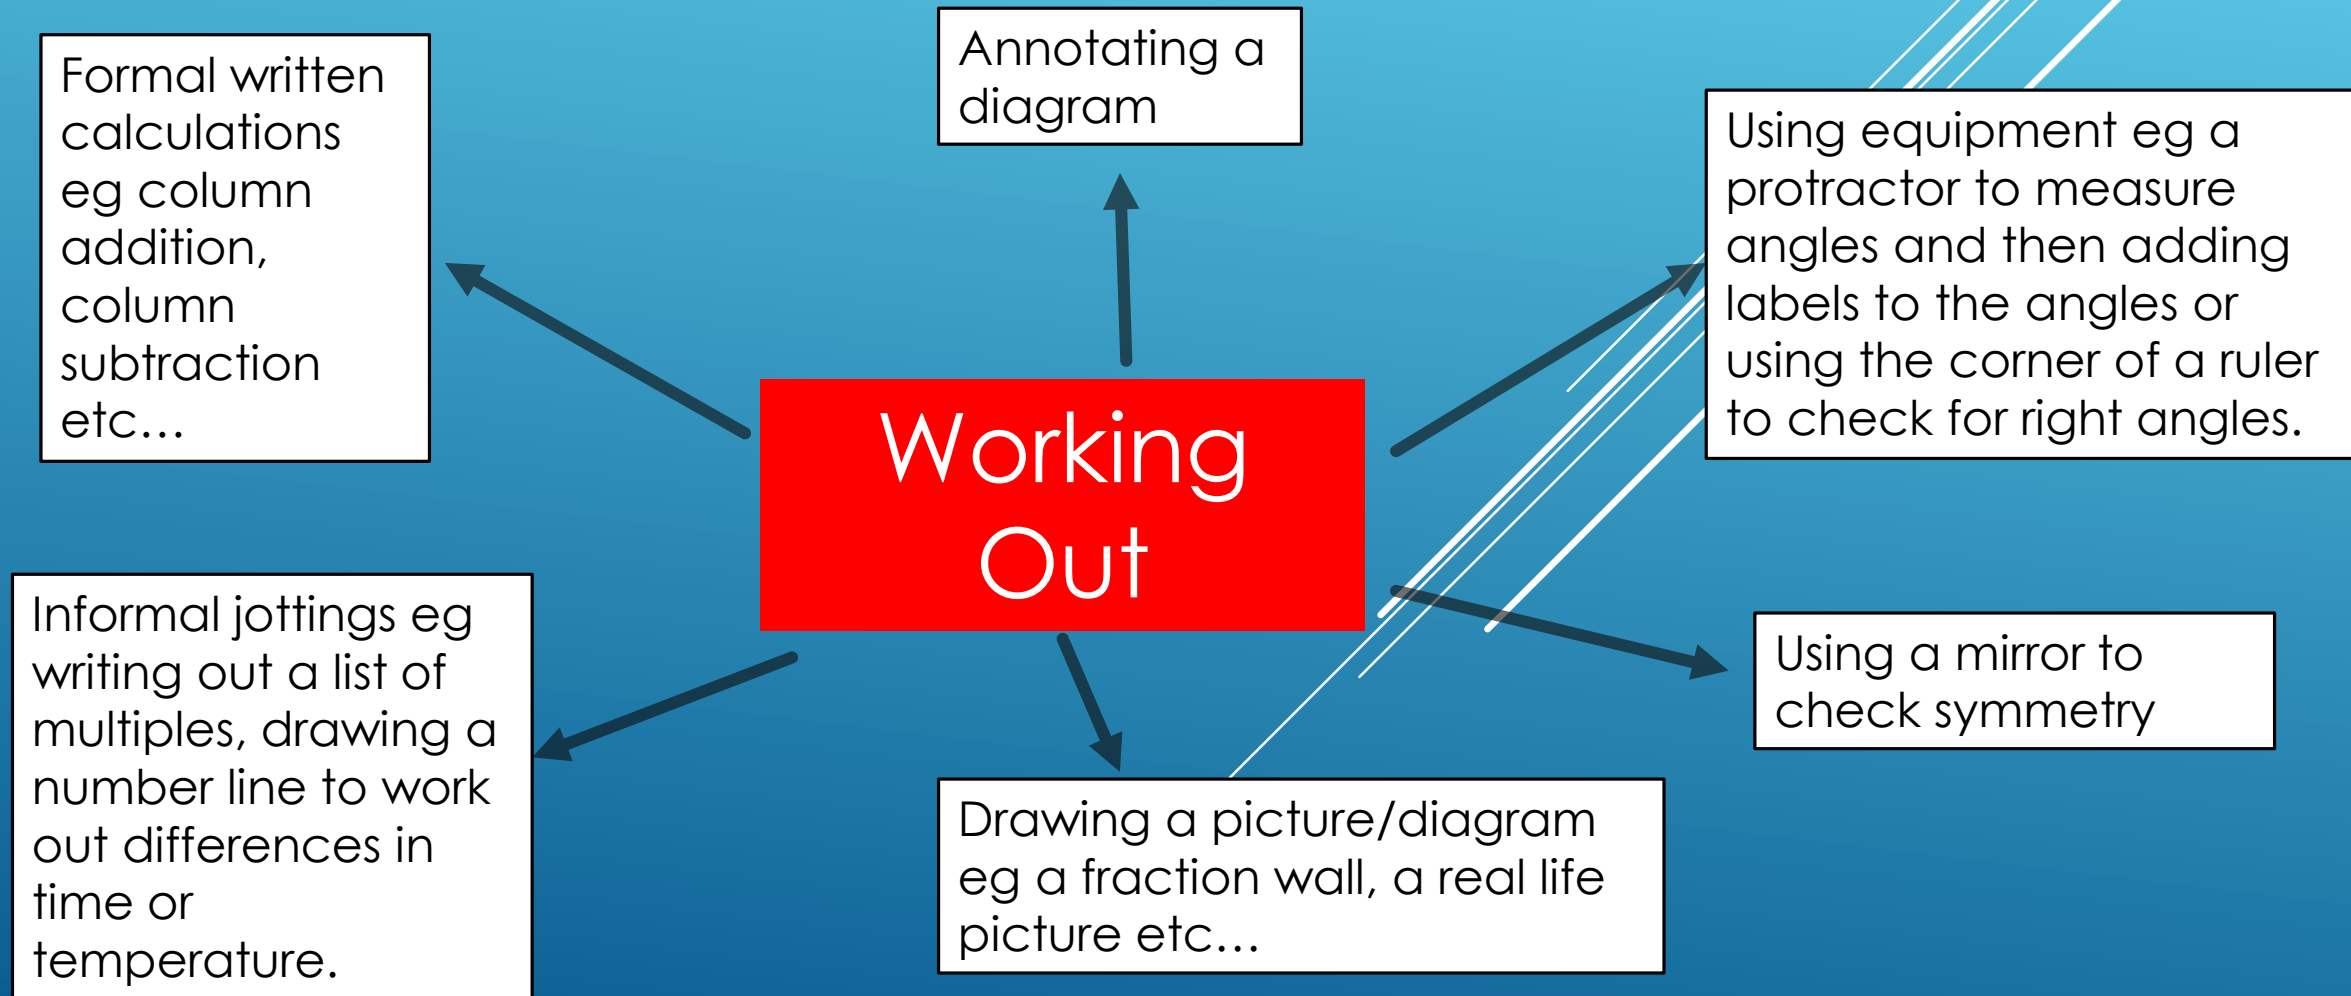 Formal written
calculations
eg column
addition,
column
subtraction
etc…
Annotating a
diagram
Using equipment eg a
protractor to measure
angles and then adding
labels to the angles or
using the corner of a ruler
to check for right angles.
Working
Out
Informal jottings eg
writing out a list of
multiples, drawing a
number line to work
out differences in
time or
temperature.
Drawing a picture/diagram
eg a fraction wall, a real life
picture etc…
Using a mirror to
check symmetry